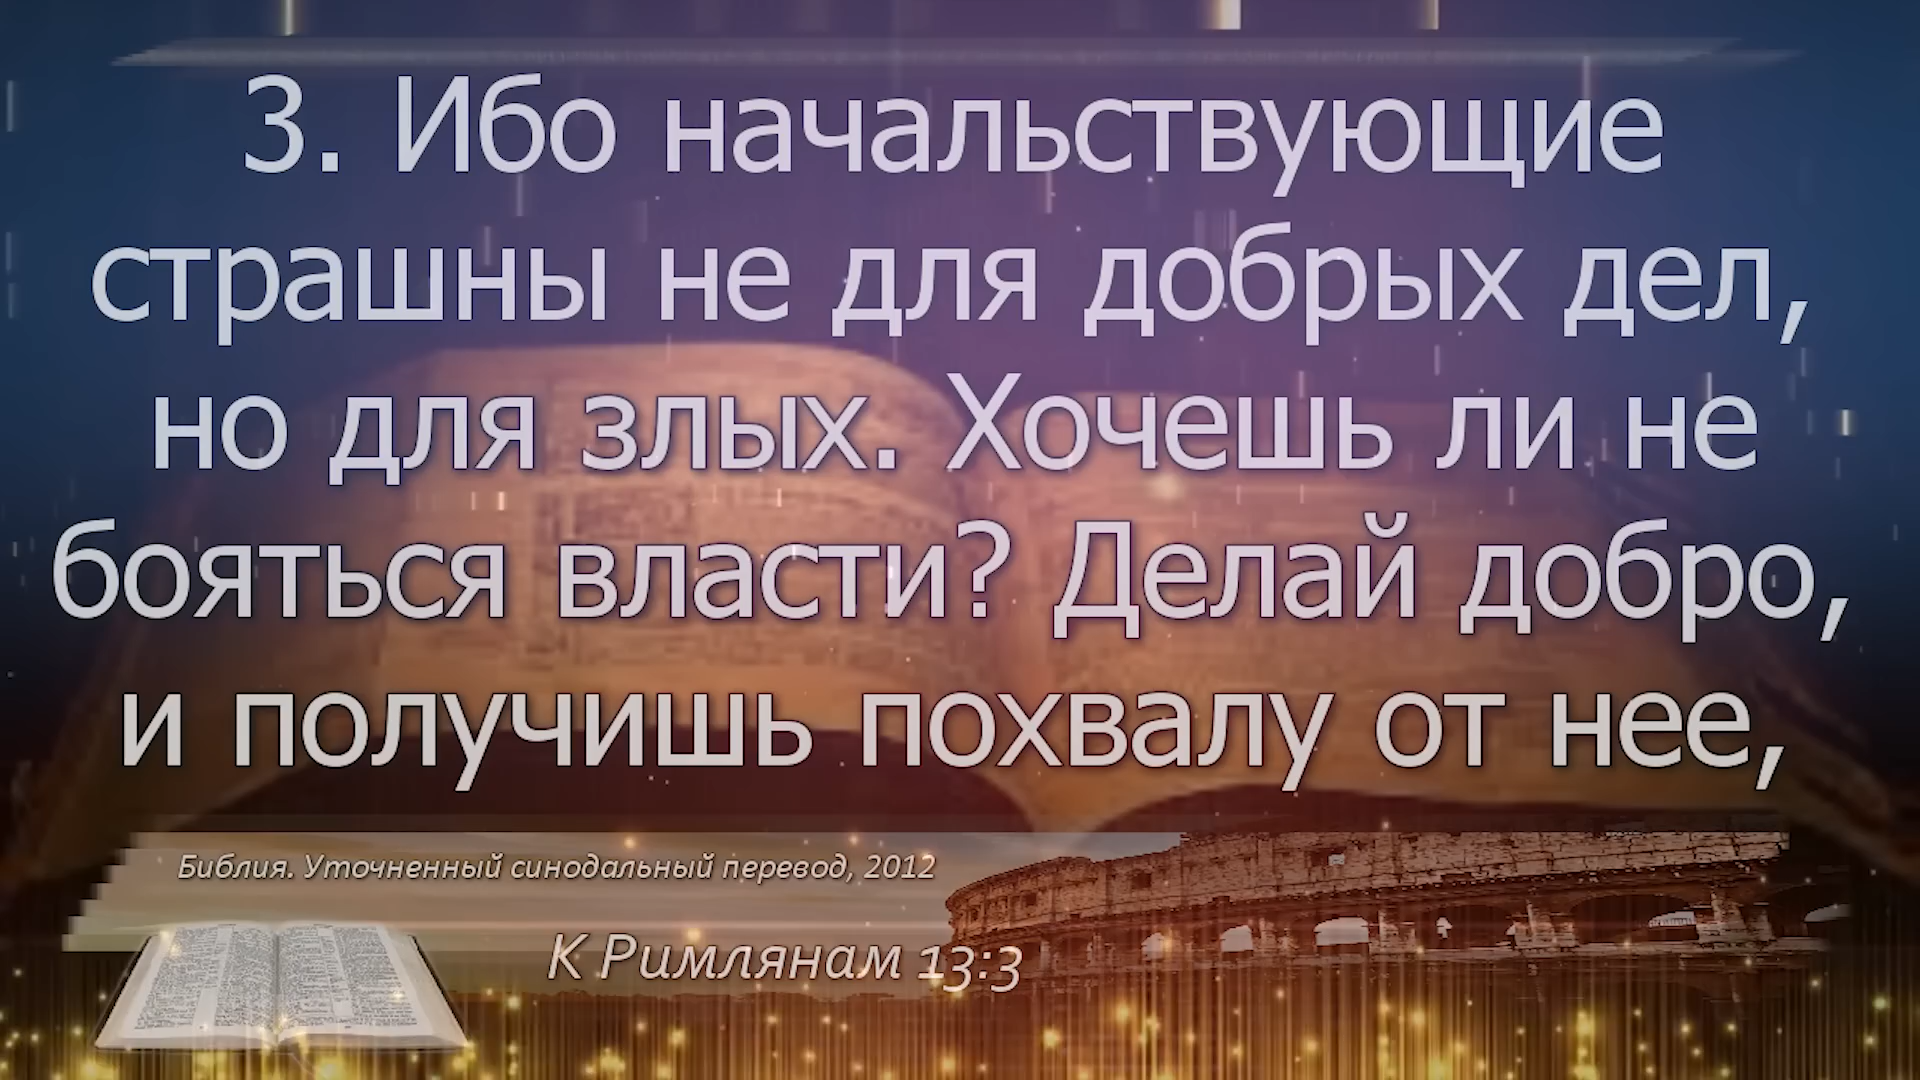 3. Ибо начальствующие
страшны не для добрых дел,
но для злых. Хочешь ли не
бояться власти? Делай добро,
и получишь похвалу от нее,
Библия. Уточненный синодальный перевод, 2012
К Римлянам 13:3